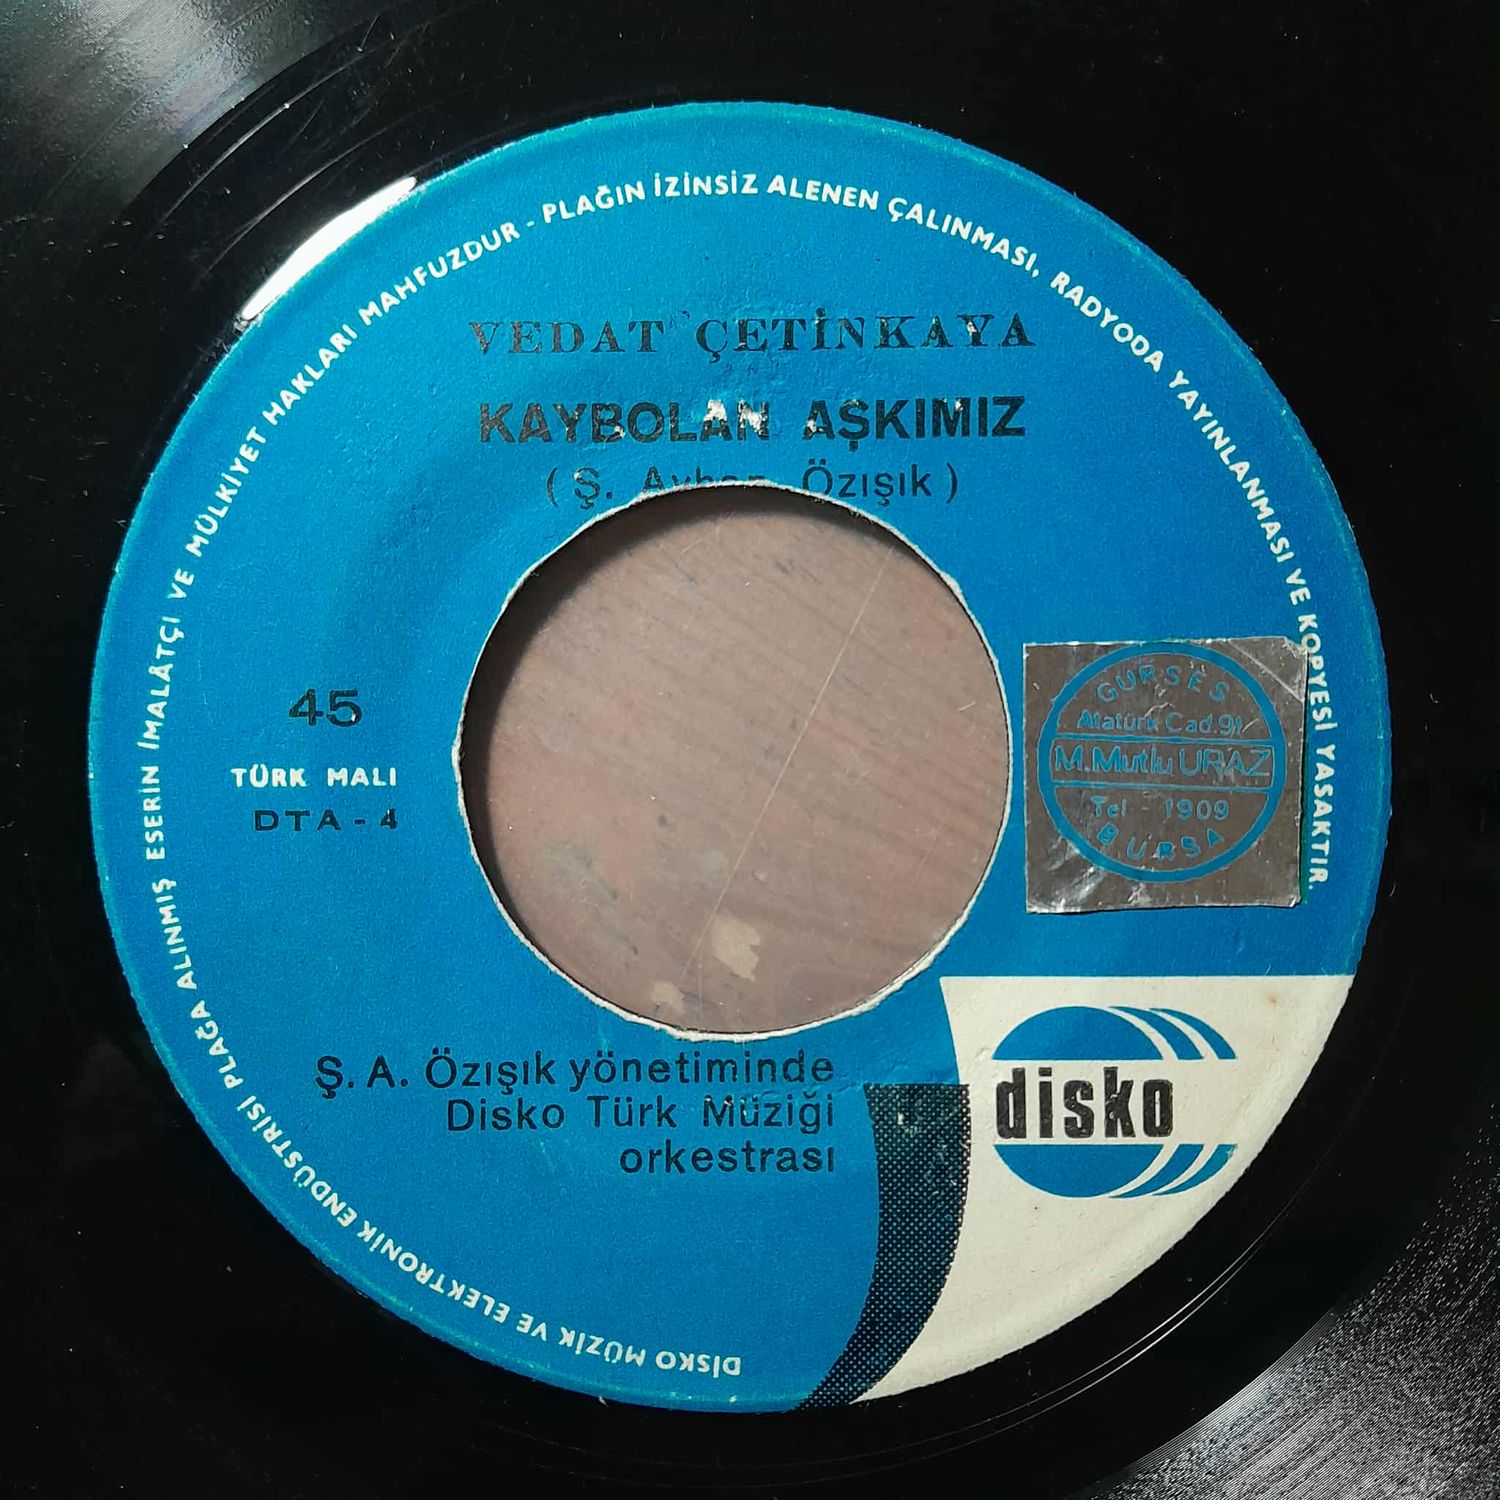 DİSKO MÜZİK VE ELEKTRONİK ENDÜSTRİSİ PLAĞA ALINMIŞ ESERİN İMALÂTÇI VE MÜLKİYET HAKLARI MAHFUZDUR - PLAĞIN İZİNSİZ ALENEN ÇALINMASI, RADYODA YAYINLANMASI VE KOPYESİ YASAKTIR.
VEDAT ÇETİNKAYA
KAYBOLAN AŞKIMIZ
(Ş. Özışık)
45
TÜRK MALI
DTA-4
GÜRSES
Atatürk Cad. 91
M. Mutlu URAZ
Tel 1909
BURSA
Ş. A. Özışık yönetiminde
Disko Türk Müziği
orkestrası
disko